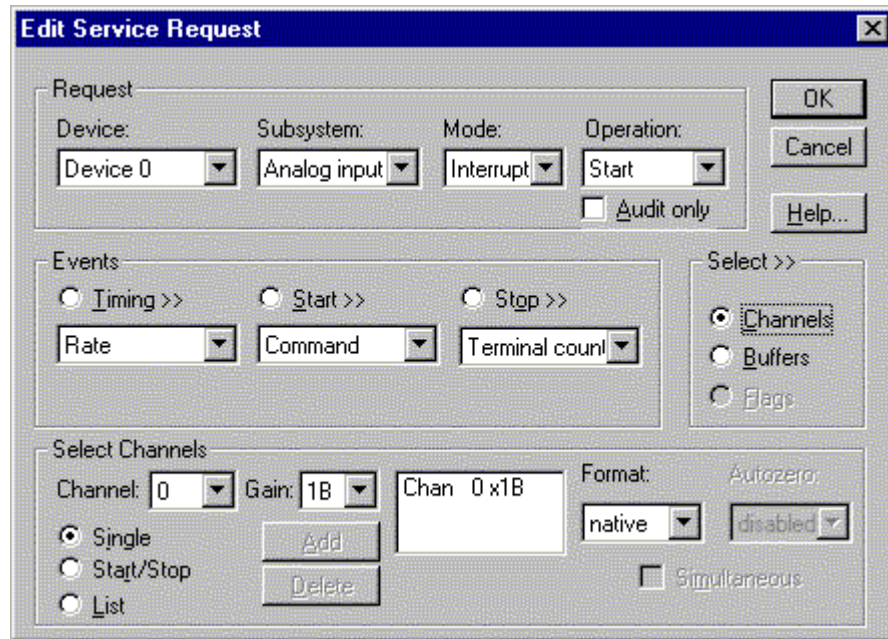 Edit Service Request
Request
OK
Device: Subsystem: Mode: Operation:
Cancel
Device 0 Analog input Interrupt Start
Audit only
Help...
Events
Select >>
Timing >> Start >> Stop >>
Channels
Rate Command Terminal count
Buffers
Flags
Select Channels
Channel: 0 Gain: 1B Chan 0 x1B Format: Autozero:
native disabled
Single Add
Start/Stop Delete Simultaneous
List